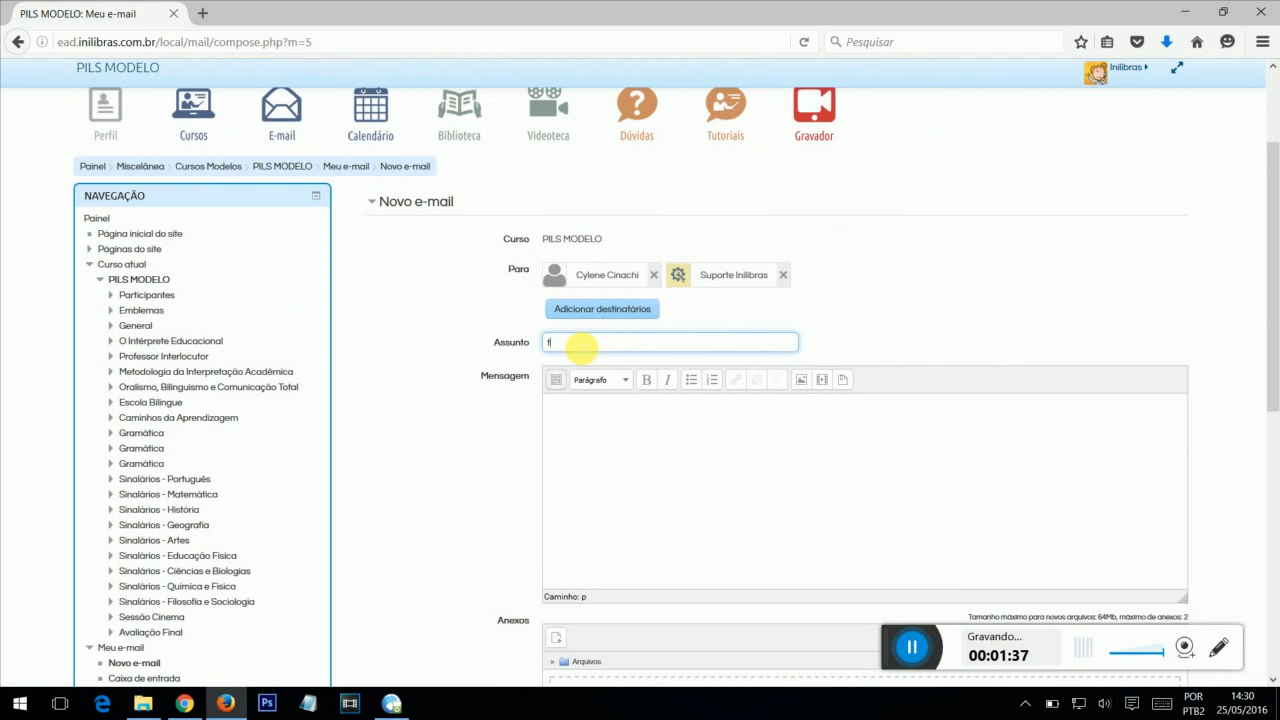 PILS MODELO: Meu e-mail
ead.inilibras.com.br/local/mail/compose.php?m=5
Pesquisar
PILS MODELO
Inilibras
Perfil
Cursos
E-mail
Calendário
Biblioteca
Videoteca
Dúvidas
Tutoriais
Gravador
Painel
Miscelânea
Cursos Modelos
PILS MODELO
Meu e-mail
Novo e-mail
NAVEGAÇÃO
Painel
Página inicial do site
Páginas do site
Curso atual
PILS MODELO
Participantes
Emblemas
General
O Intérprete Educacional
Professor Interlocutor
Metodologia da Interpretação Acadêmica
Oralismo, Bilinguismo e Comunicação Total
Escola Bilíngue
Caminhos da Aprendizagem
Gramática
Gramática
Gramática
Sinalários - Português
Sinalários - Matemática
Sinalários - História
Sinalários - Geografia
Sinalários - Artes
Sinalários - Educação Física
Sinalários - Ciências e Biologias
Sinalários - Química e Física
Sinalários - Filosofia e Sociologia
Sessão Cinema
Avaliação Final
Meu e-mail
Novo e-mail
Caixa de entrada
Novo e-mail
Curso PILS MODELO
Para Cylene Cinachi Suporte Inilibras
Adicionar destinatários
Assunto t
Mensagem
Parágrafo B I
Caminho: p
Tamanho máximo para novos arquivos: 64Mb, máximo de anexos: 2
Anexos
Arquivos
Gravando...
00:01:37
POR
PTB2
14:30
25/05/2016